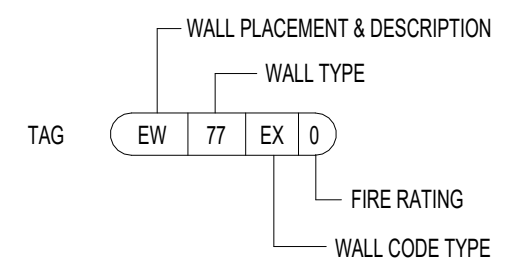 WALL PLACEMENT & DESCRIPTION
WALL TYPE
TAG EW 77 EX 0
FIRE RATING
WALL CODE TYPE